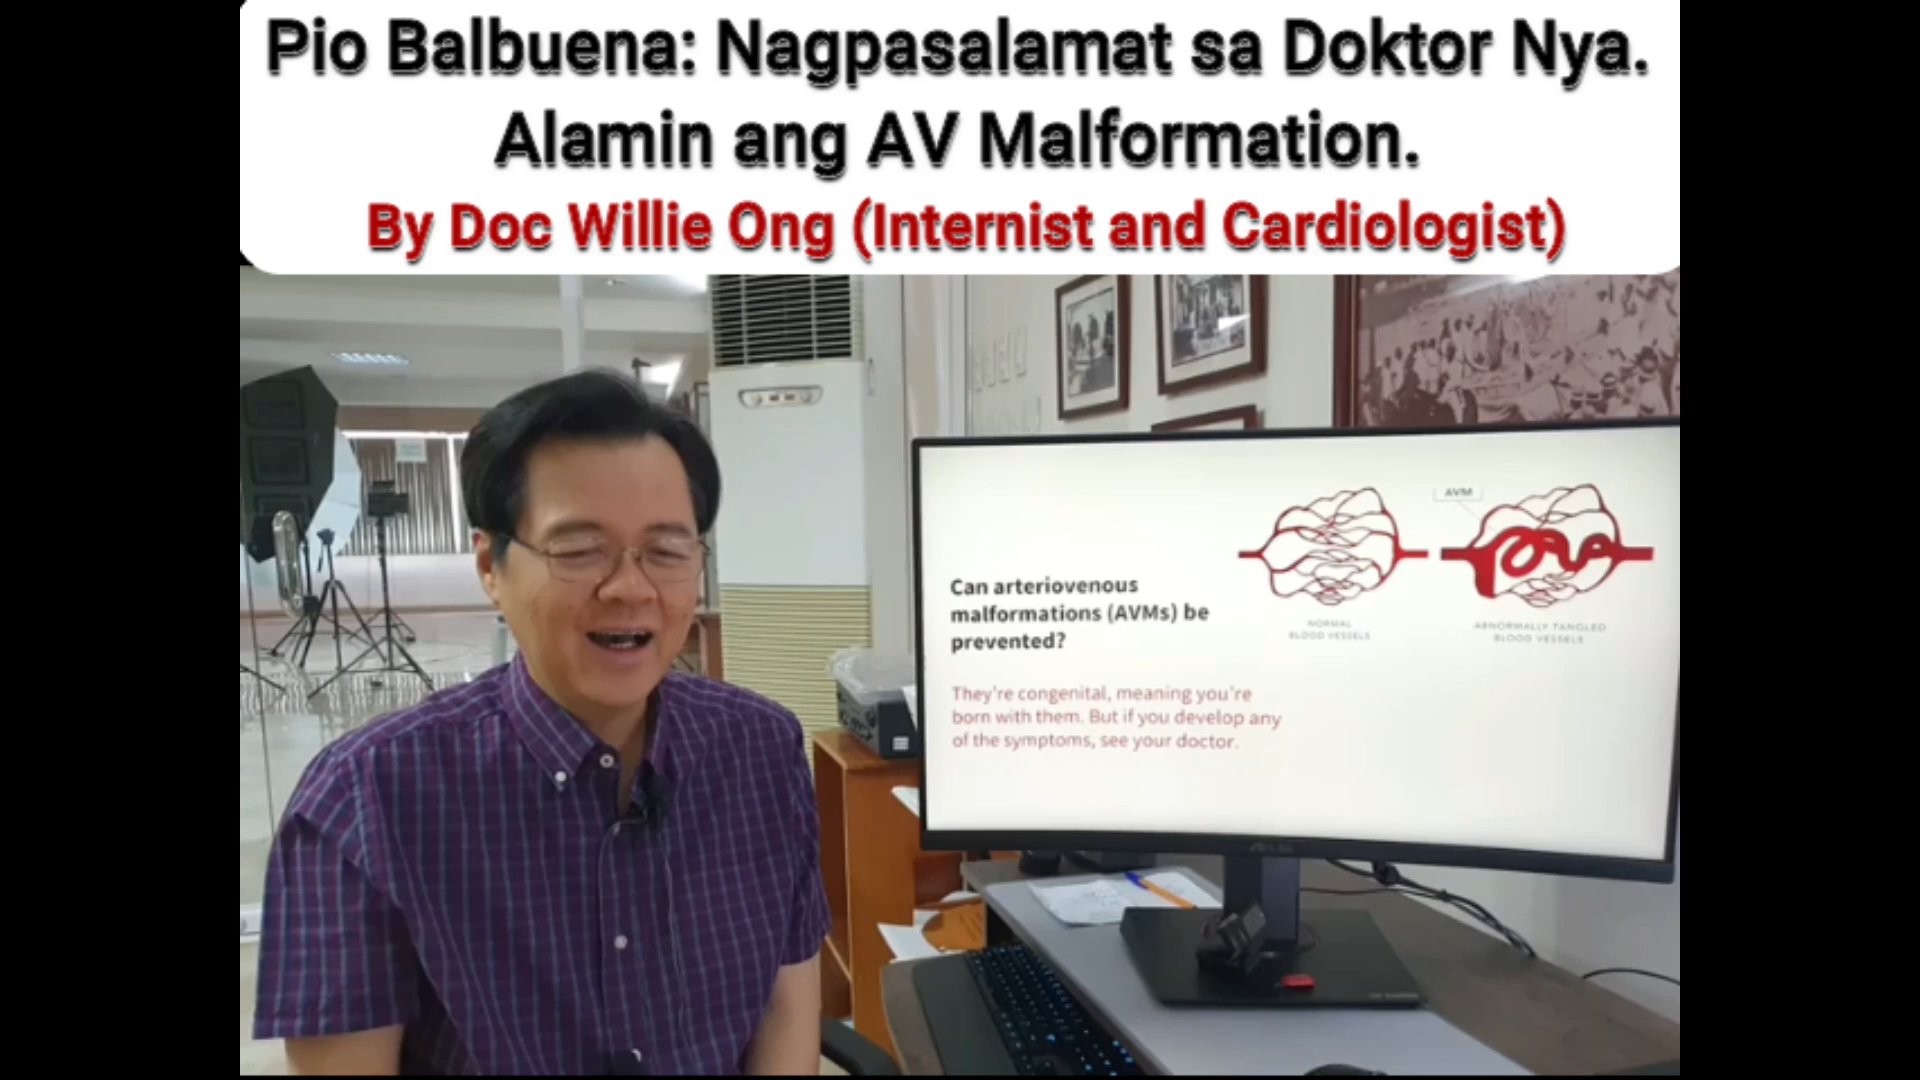 Pio Balbuena: Nagpasalamat sa Doktor Nya.
Alamin ang AV Malformation.
By Doc Willie Ong (Internist and Cardiologist)
Can arteriovenous
malformations (AVMs) be
prevented?
They're congenital, meaning you're
born with them. But if you develop any
of the symptoms, see your doctor.
NORMAL
BLOOD VESSELS
AVM
ABNORMALLY TANGLED
BLOOD VESSELS